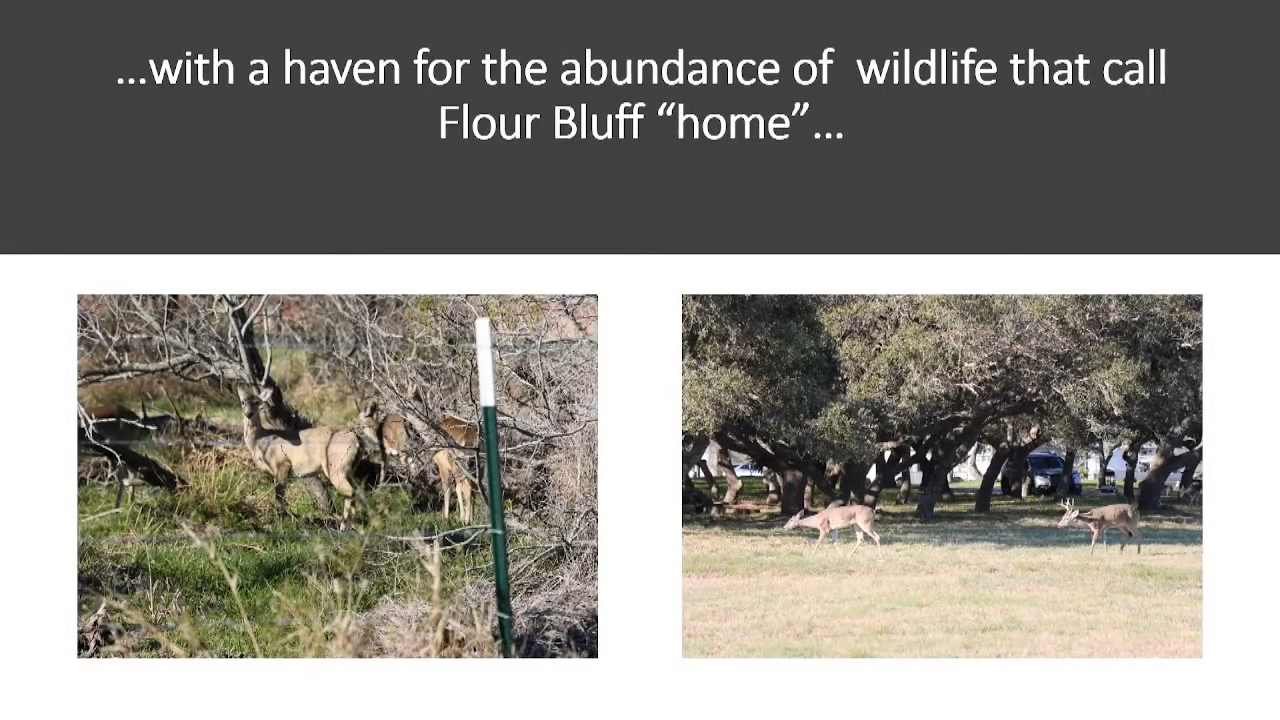 …with a haven for the abundance of  wildlife that call
Flour Bluff “home”…